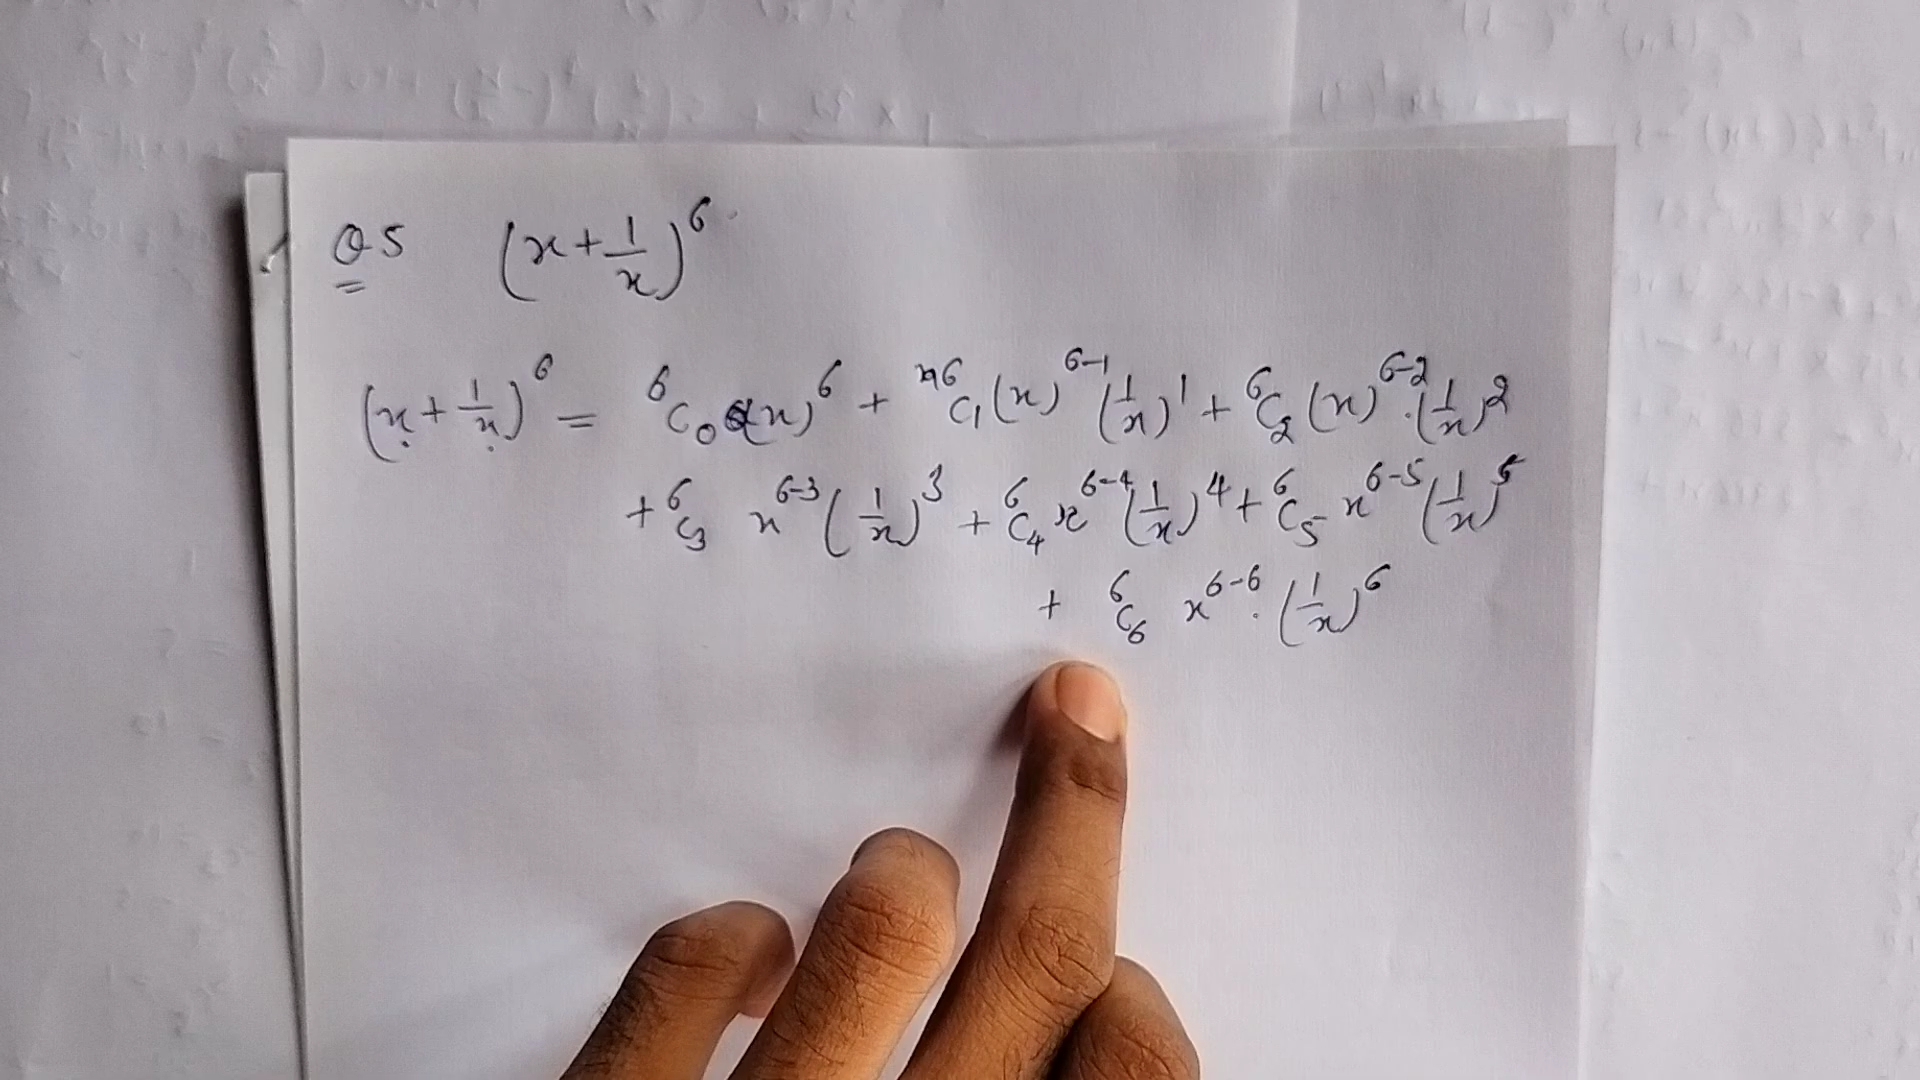 Q5 (x + 1/x)^6
(x + 1/x)^6 = ⁶C₀ (x)^6 + ⁶C₁ (x)^6-1 (1/x)^1 + ⁶C₂ (x)^6-2 · (1/x)^2
+ ⁶C₃ x^6-3 (1/x)^3 + ⁶C₄ x^6-4 (1/x)^4 + ⁶C₅ x^6-5 (1/x)^5
+ ⁶C₆ x^6-6 · (1/x)^6